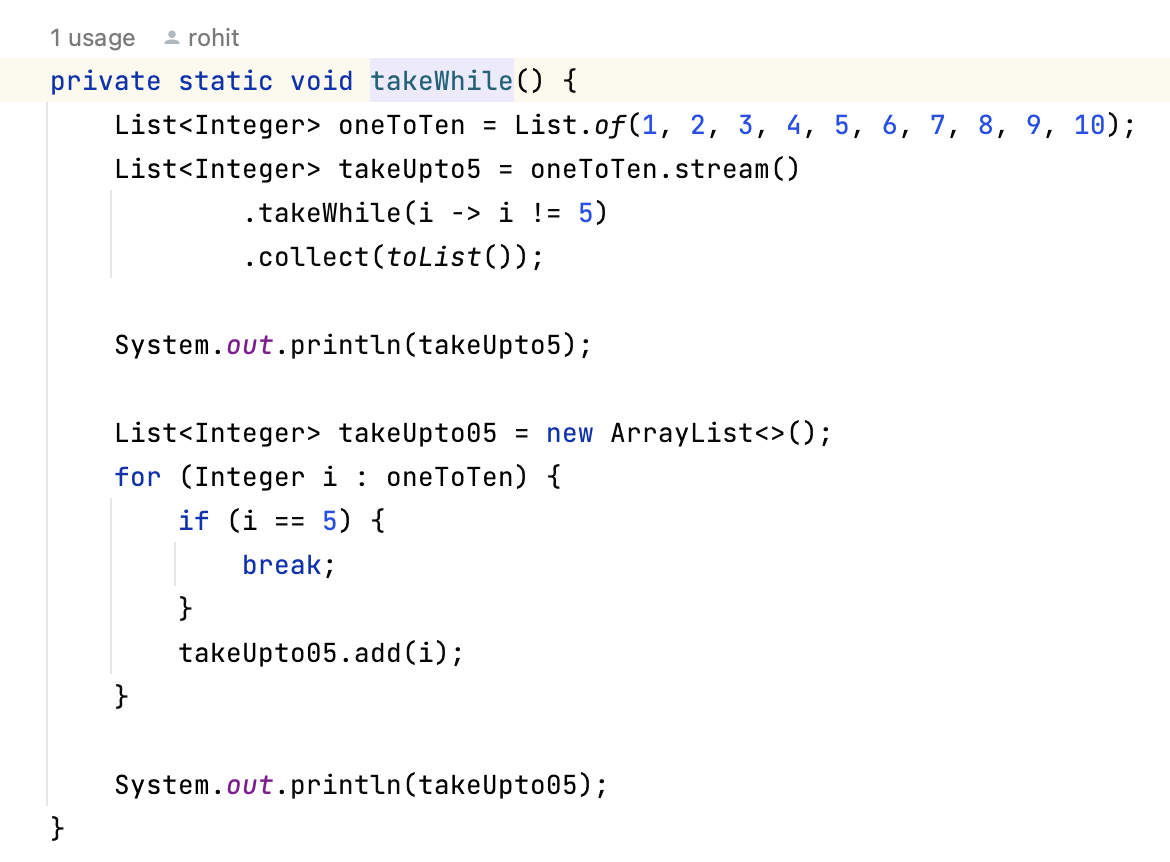 1 usage rohit
private static void takeWhile() {
List<Integer> oneToTen = List.of(1, 2, 3, 4, 5, 6, 7, 8, 9, 10);
List<Integer> takeUpto5 = oneToTen.stream()
.takeWhile(i -> i != 5)
.collect(toList());
System.out.println(takeUpto5);
List<Integer> takeUpto05 = new ArrayList<>();
for (Integer i : oneToTen) {
if (i == 5) {
break;
}
takeUpto05.add(i);
}
System.out.println(takeUpto05);
}